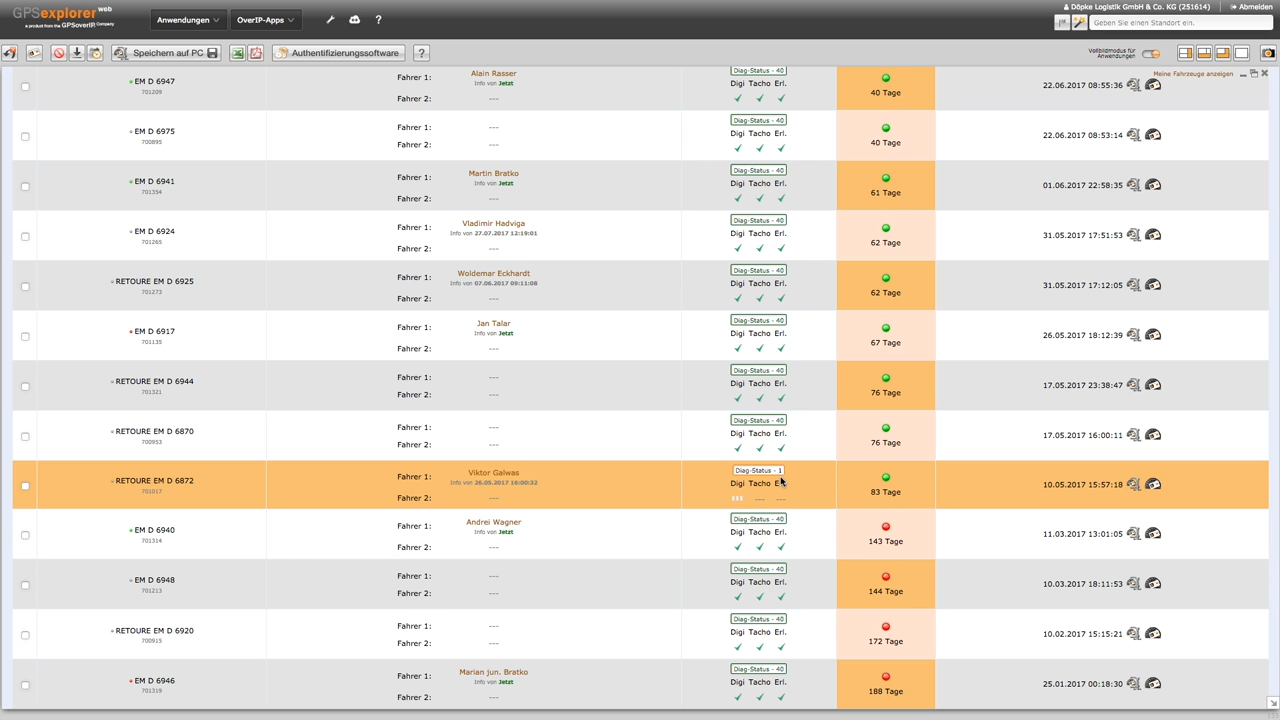 GPSexplorer web
a product from the GPSoverIP Company
Anwendungen
OverIP-Apps
?
Döpke Logistik GmbH & Co. KG (251614)
Abmelden
Geben Sie einen Standort ein.
Speichern auf PC
Authentifizierungssoftware
?
Vollbildmodus für
Anwendungen
Meine Fahrzeuge anzeigen
EM D 6947
701209
Fahrer 1:
Alain Rasser
Info von Jetzt
Fahrer 2:
---
Diag-Status - 40
Digi Tacho Erl.
40 Tage
22.06.2017 08:55:36
EM D 6975
700895
Fahrer 1:
---
Fahrer 2:
---
Diag-Status - 40
Digi Tacho Erl.
40 Tage
22.06.2017 08:53:14
EM D 6941
701354
Fahrer 1:
Martin Bratko
Info von Jetzt
Fahrer 2:
---
Diag-Status - 40
Digi Tacho Erl.
61 Tage
01.06.2017 22:58:35
EM D 6924
701265
Fahrer 1:
Vladimir Hadviga
Info von 27.07.2017 12:19:01
Fahrer 2:
---
Diag-Status - 40
Digi Tacho Erl.
62 Tage
31.05.2017 17:51:53
RETOURE EM D 6925
701273
Fahrer 1:
Woldemar Eckhardt
Info von 07.06.2017 09:11:08
Fahrer 2:
---
Diag-Status - 40
Digi Tacho Erl.
62 Tage
31.05.2017 17:12:05
EM D 6917
701135
Fahrer 1:
Jan Talar
Info von Jetzt
Fahrer 2:
---
Diag-Status - 40
Digi Tacho Erl.
67 Tage
26.05.2017 18:12:39
RETOURE EM D 6944
701321
Fahrer 1:
---
Fahrer 2:
---
Diag-Status - 40
Digi Tacho Erl.
76 Tage
17.05.2017 23:38:47
RETOURE EM D 6870
700953
Fahrer 1:
---
Fahrer 2:
---
Diag-Status - 40
Digi Tacho Erl.
76 Tage
17.05.2017 16:00:11
RETOURE EM D 6872
701017
Fahrer 1:
Viktor Galwas
Info von 26.05.2017 16:00:32
Fahrer 2:
---
Diag-Status - 1
Digi Tacho Erl.
--- ---
83 Tage
10.05.2017 15:57:18
EM D 6940
701314
Fahrer 1:
Andrei Wagner
Info von Jetzt
Fahrer 2:
---
Diag-Status - 40
Digi Tacho Erl.
143 Tage
11.03.2017 13:01:05
EM D 6948
701213
Fahrer 1:
---
Fahrer 2:
---
Diag-Status - 40
Digi Tacho Erl.
144 Tage
10.03.2017 18:11:53
RETOURE EM D 6920
700915
Fahrer 1:
---
Fahrer 2:
---
Diag-Status - 40
Digi Tacho Erl.
172 Tage
10.02.2017 15:15:21
EM D 6946
701319
Fahrer 1:
Marian jun. Bratko
Info von Jetzt
Fahrer 2:
---
Diag-Status - 40
Digi Tacho Erl.
188 Tage
25.01.2017 00:18:30